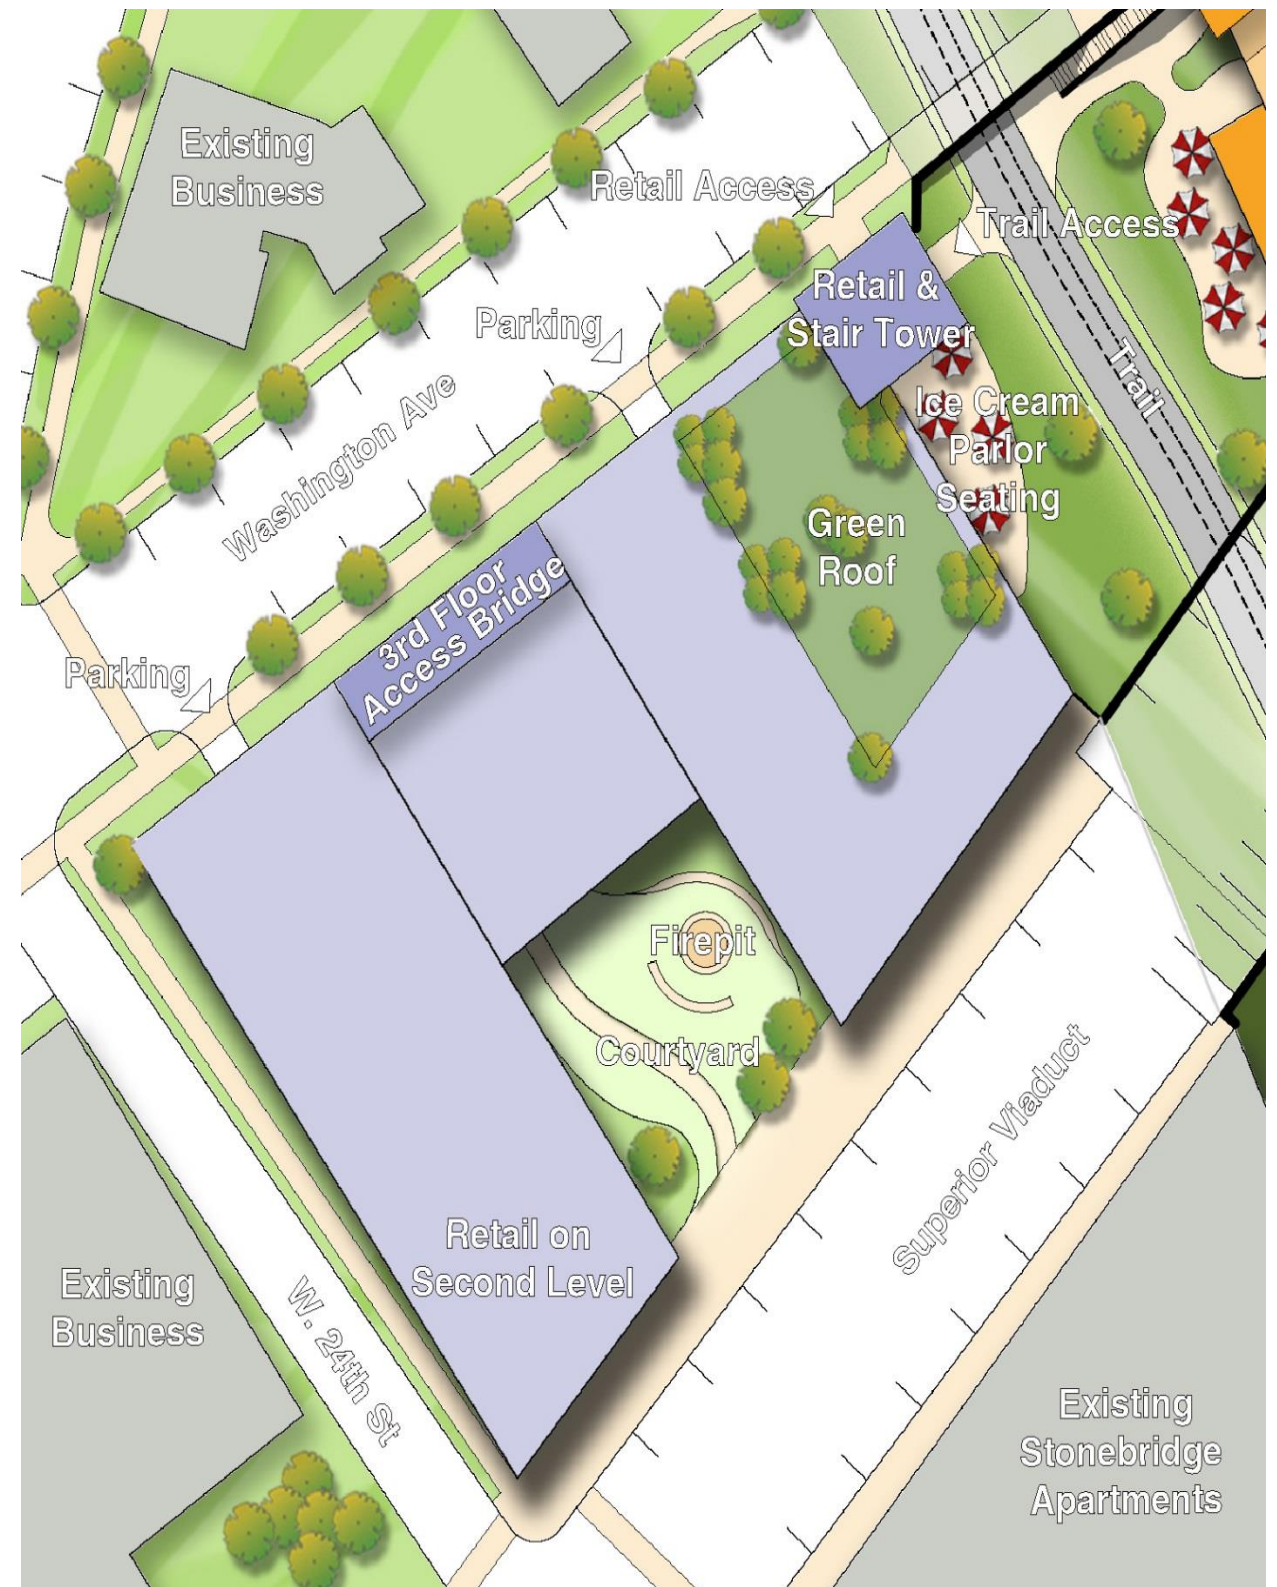 Existing
Business
Retail Access
Trail Access
Parking
Retail &
Stair Tower
Trail
Washington Ave
Ice Cream
Parlor
Seating
Green
Roof
3rd Floor
Access Bridge
Parking
Firepit
Courtyard
Superior Viaduct
Retail on
Second Level
Existing
Business
W. 24th St
Existing
Stonebridge
Apartments